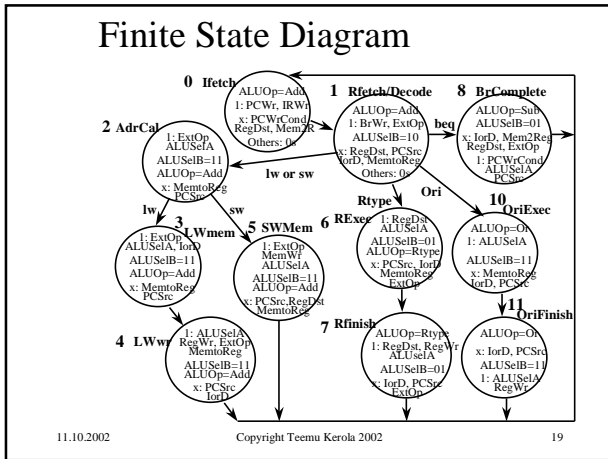 Finite State Diagram
0 Ifetch
ALUOp=Add
1: PCWr, IRWr
x: PCWrCond
RegDst, Mem2R
Others: 0s
1 Rfetch/Decode
ALUOp=Add
1: BrWr, ExtOp
ALUSelB=10
x: RegDst, PCSrc
IorD, MemtoReg
Others: 0s
beq
8 BrComplete
ALUOp=Sub
ALUSelB=01
x: IorD, Mem2Reg
RegDst, ExtOp
1: PCWrCond
ALUSelA
PCSrc
2 AdrCal
1: ExtOp
ALUSelA
ALUSelB=11
ALUOp=Add
x: MemtoReg
PCSrc
lw or sw
Rtype
Ori
lw
sw
3 LWmem
1: ExtOp
ALUSelA, IorD
ALUSelB=11
ALUOp=Add
x: MemtoReg
PCSrc
5 SWMem
1: ExtOp
MemWr
ALUSelA
ALUSelB=11
ALUOp=Add
x: PCSrc,RegDst
MemtoReg
6 RExec
1: RegDst
ALUSelA
ALUSelB=01
ALUOp=Rtype
x: PCSrc, IorD
MemtoReg
ExtOp
10 OriExec
ALUOp=Or
1: ALUSelA
ALUSelB=11
x: MemtoReg
IorD, PCSrc
4 LWwr
1: ALUSelA
RegWr, ExtOp
MemtoReg
ALUSelB=11
ALUOp=Add
x: PCSrc
IorD
7 Rfinish
ALUOp=Rtype
1: RegDst, RegWr
ALUselA
ALUSelB=01
x: IorD, PCSrc
ExtOp
11 OriFinish
ALUOp=Or
x: IorD, PCSrc
ALUSelB=11
1: ALUSelA
RegWr
11.10.2002
Copyright Teemu Kerola 2002
19